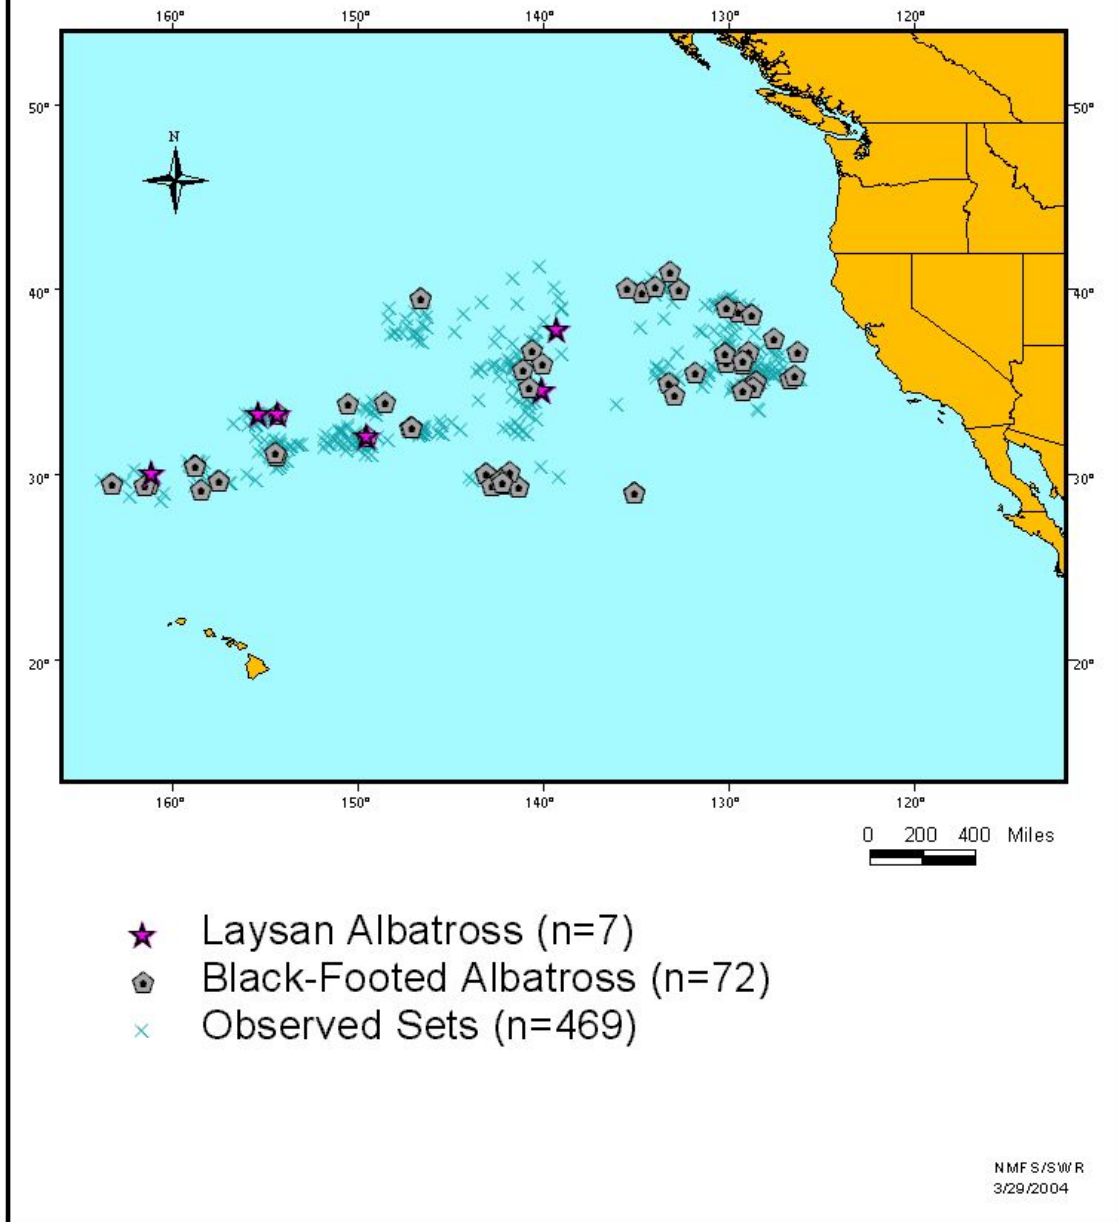 160° 150° 140° 130° 120°
50° 50°
N
40° 40°
30° 30°
20° 20°
160° 150° 140° 130° 120°
0 200 400 Miles
Laysan Albatross (n=7)
Black-Footed Albatross (n=72)
Observed Sets (n=469)
NMFS/SWR
3/29/2004